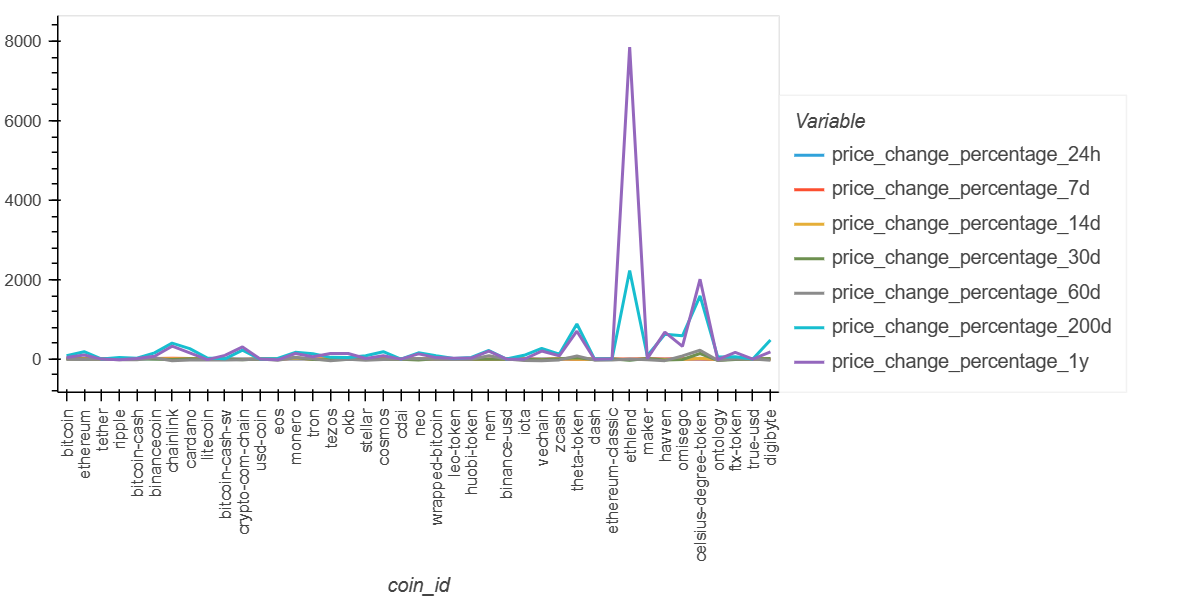 8000
6000
4000
2000
0
bitcoin
ethereum
tether
ripple
bitcoin-cash
binancecoin
chainlink
cardano
litecoin
bitcoin-cash-sv
crypto-com-chain
usd-coin
eos
monero
tron
tezos
okb
stellar
cosmos
cdai
neo
wrapped-bitcoin
leo-token
huobi-token
nem
binance-usd
iota
vechain
zcash
theta-token
dash
ethereum-classic
ethlend
maker
havven
omisego
celsius-degree-token
ontology
ftx-token
true-usd
digibyte
coin_id
Variable
price_change_percentage_24h
price_change_percentage_7d
price_change_percentage_14d
price_change_percentage_30d
price_change_percentage_60d
price_change_percentage_200d
price_change_percentage_1y